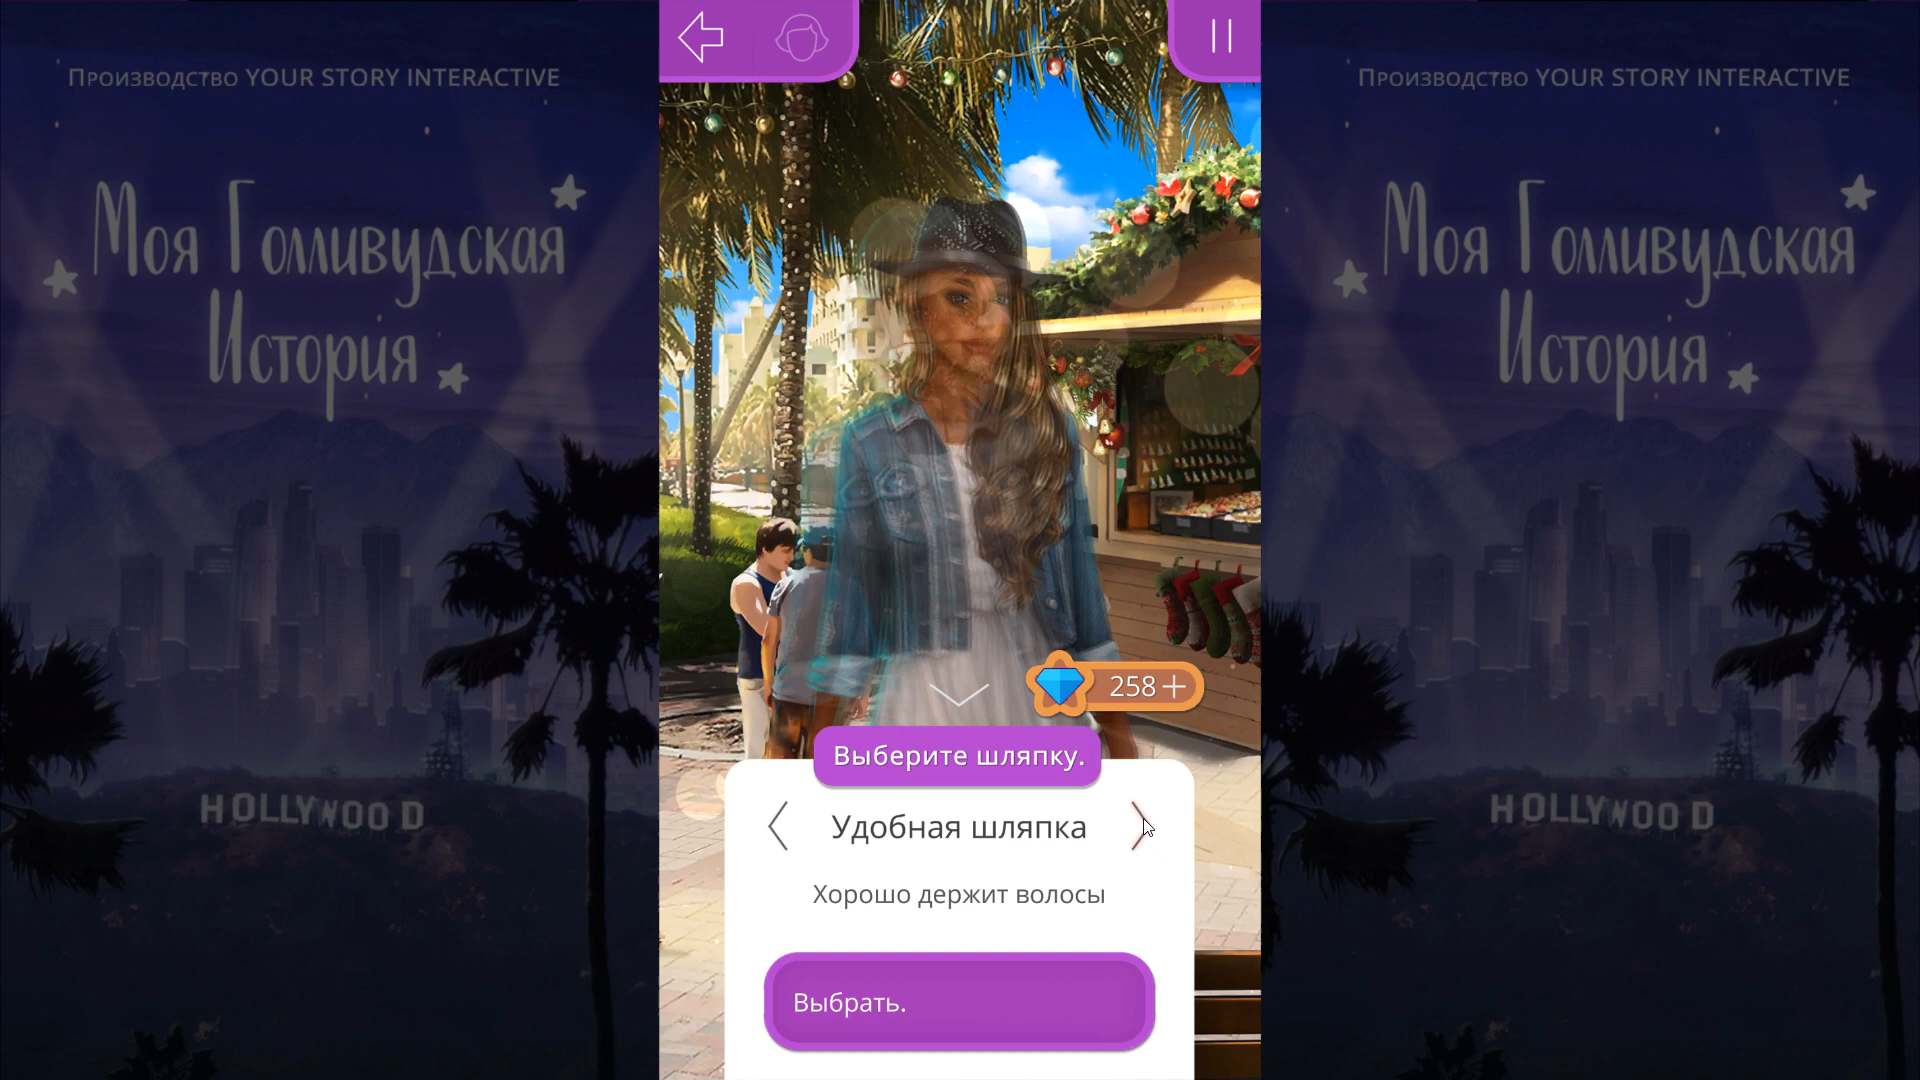 Производство YOUR STORY INTERACTIVE
Моя Голливудская
История
HOLLYWOOD
258
Выберите шляпку.
Удобная шляпка
Хорошо держит волосы
Выбрать.
Производство YOUR STORY INTERACTIVE
Моя Голливудская
История
HOLLYWOOD